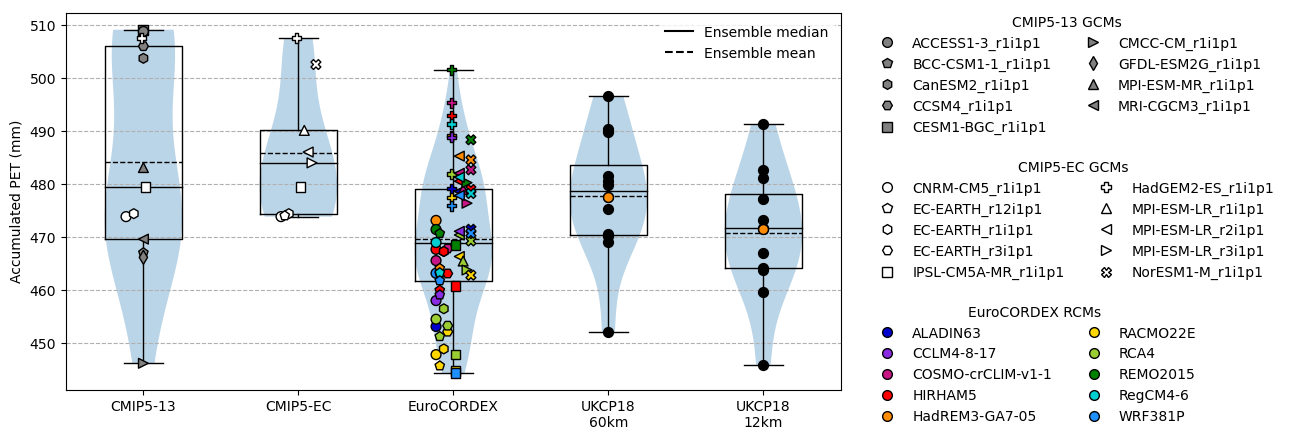 510
500
490
480
470
460
450
Accumulated PET (mm)
Ensemble median
Ensemble mean
CMIP5-13
CMIP5-EC
EuroCORDEX
UKCP18
60km
UKCP18
12km
CMIP5-13 GCMs
ACCESS1-3_r1i1p1
BCC-CSM1-1_r1i1p1
CanESM2_r1i1p1
CCSM4_r1i1p1
CESM1-BGC_r1i1p1
CMCC-CM_r1i1p1
GFDL-ESM2G_r1i1p1
MPI-ESM-MR_r1i1p1
MRI-CGCM3_r1i1p1
CMIP5-EC GCMs
CNRM-CM5_r1i1p1
EC-EARTH_r12i1p1
EC-EARTH_r1i1p1
EC-EARTH_r3i1p1
IPSL-CM5A-MR_r1i1p1
HadGEM2-ES_r1i1p1
MPI-ESM-LR_r1i1p1
MPI-ESM-LR_r2i1p1
MPI-ESM-LR_r3i1p1
NorESM1-M_r1i1p1
EuroCORDEX RCMs
ALADIN63
CCLM4-8-17
COSMO-crCLIM-v1-1
HIRHAM5
HadREM3-GA7-05
RACMO22E
RCA4
REMO2015
RegCM4-6
WRF381P